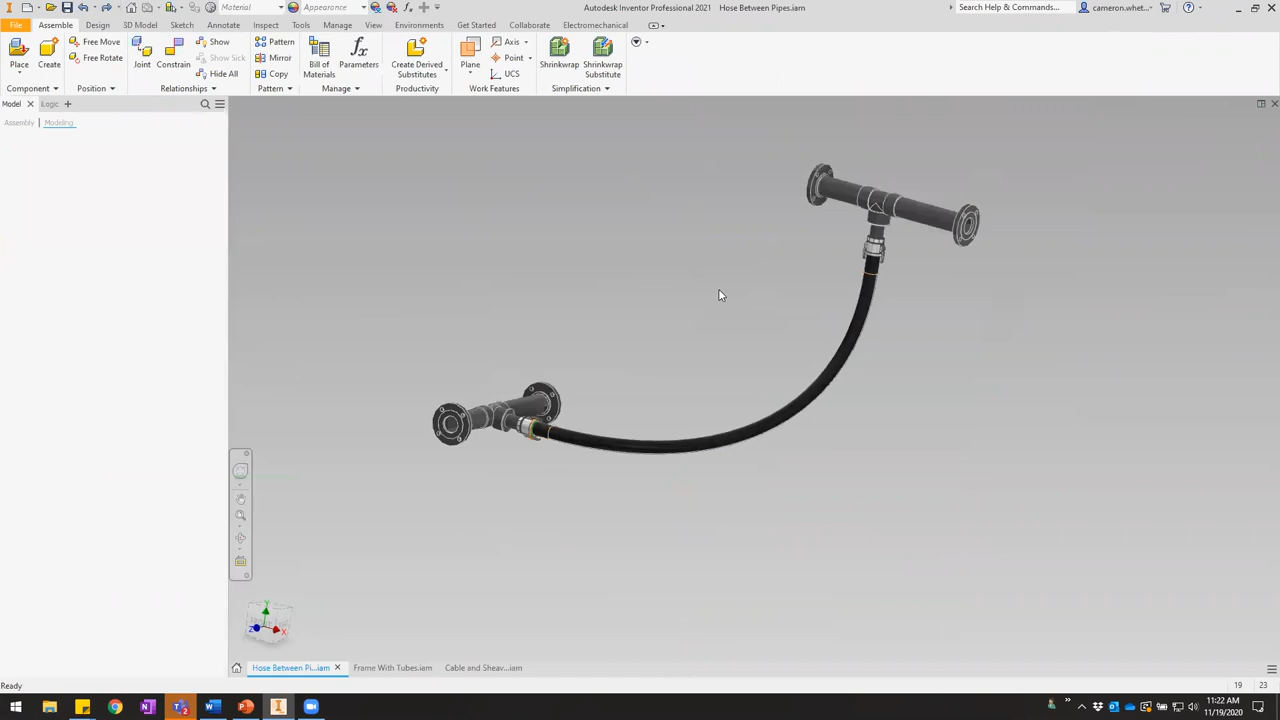 Material
Appearance
Autodesk Inventor Professional 2021 Hose Between Pipes.iam
Search Help & Commands...
cameron.whet...
File Assemble Design 3D Model Sketch Annotate Inspect Tools Manage View Environments Get Started Collaborate Electromechanical
Place
Create
Component
Free Move
Free Rotate
Position
Joint
Constrain
Show
Show Sick
Hide All
Relationships
Pattern
Mirror
Copy
Pattern
Bill of
Materials
Parameters
Manage
Create Derived
Substitutes
Productivity
Plane
Axis
Point
UCS
Work Features
Shrinkwrap
Shrinkwrap
Substitute
Simplification
Model iLogic
Assembly Modeling
Y
Z
X
Hose Between Pi...iam Frame With Tubes.iam Cable and Sheav...iam
Ready
19 23
11:22 AM
11/19/2020